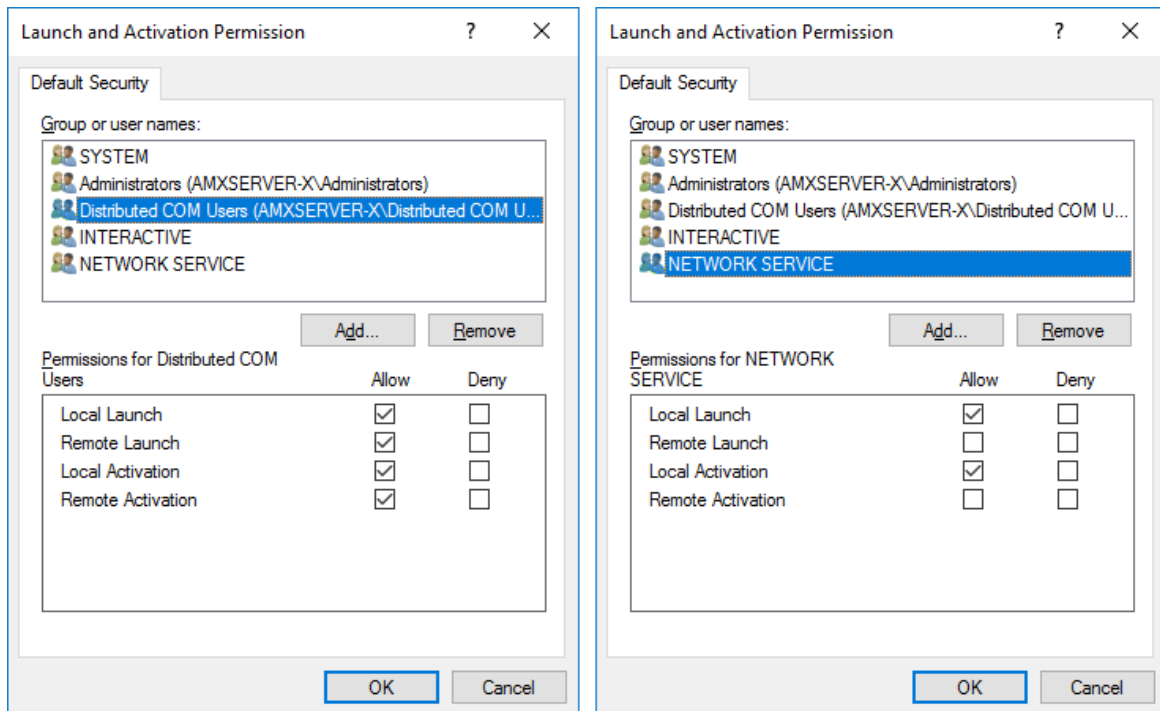 Launch and Activation Permission ? ×
Default Security
Group or user names:
SYSTEM
Administrators (AMXSERVER-X\Administrators)
Distributed COM Users (AMXSERVER-X\Distributed COM U...
INTERACTIVE
NETWORK SERVICE
Add... Remove
Permissions for Distributed COM
Users Allow Deny
Local Launch
Remote Launch
Local Activation
Remote Activation
OK Cancel
Launch and Activation Permission ? ×
Default Security
Group or user names:
SYSTEM
Administrators (AMXSERVER-X\Administrators)
Distributed COM Users (AMXSERVER-X\Distributed COM U...
INTERACTIVE
NETWORK SERVICE
Add... Remove
Permissions for NETWORK
SERVICE Allow Deny
Local Launch
Remote Launch
Local Activation
Remote Activation
OK Cancel